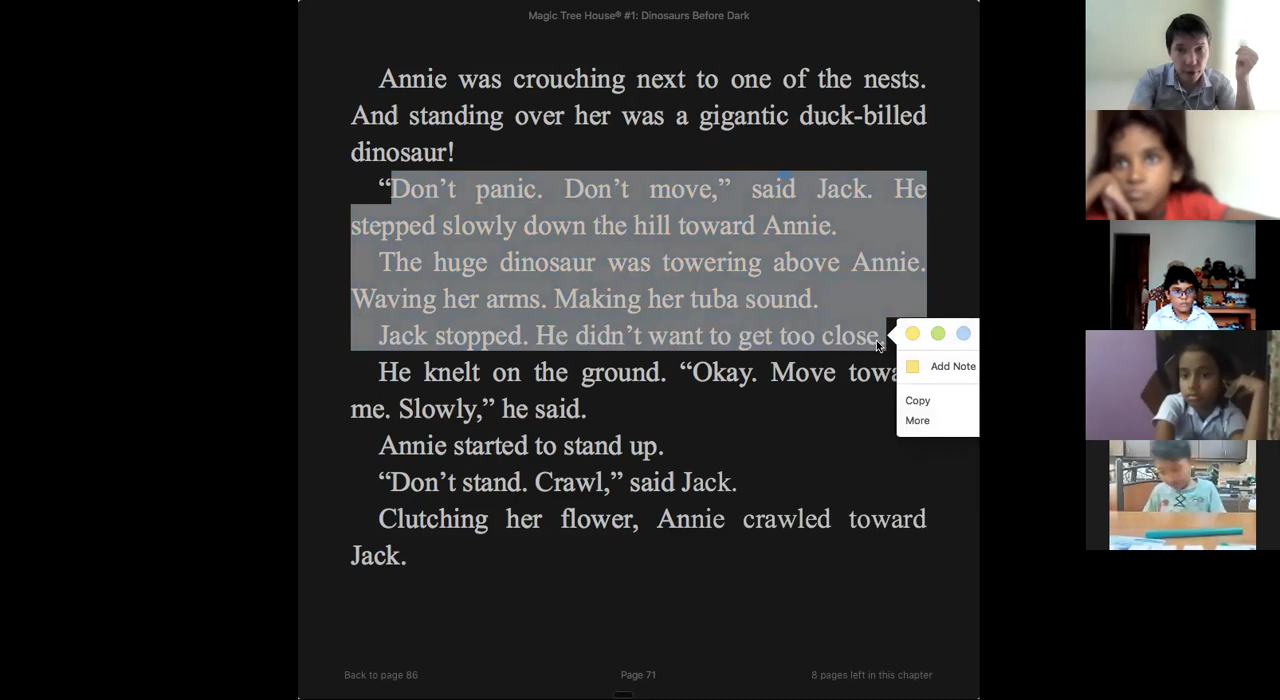 Magic Tree House® #1: Dinosaurs Before Dark
Annie was crouching next to one of the nests.
And standing over her was a gigantic duck-billed
dinosaur!
“Don’t panic. Don’t move,” said Jack. He
stepped slowly down the hill toward Annie.
The huge dinosaur was towering above Annie.
Waving her arms. Making her tuba sound.
Jack stopped. He didn’t want to get too close.
He knelt on the ground. “Okay. Move
me. Slowly,” he said.
Annie started to stand up.
“Don’t stand. Crawl,” said Jack.
Clutching her flower, Annie crawled toward
Jack.
Add Note
Copy
More
Back to page 86
Page 71
8 pages left in this chapter